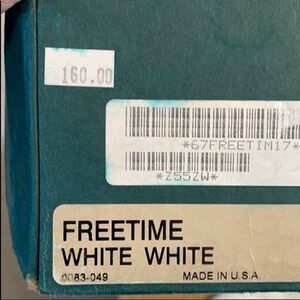 160.00
*67FREETIM17*
*Z55ZW*
FREETIME
WHITE WHITE
0083-049 MADE IN U.S.A.